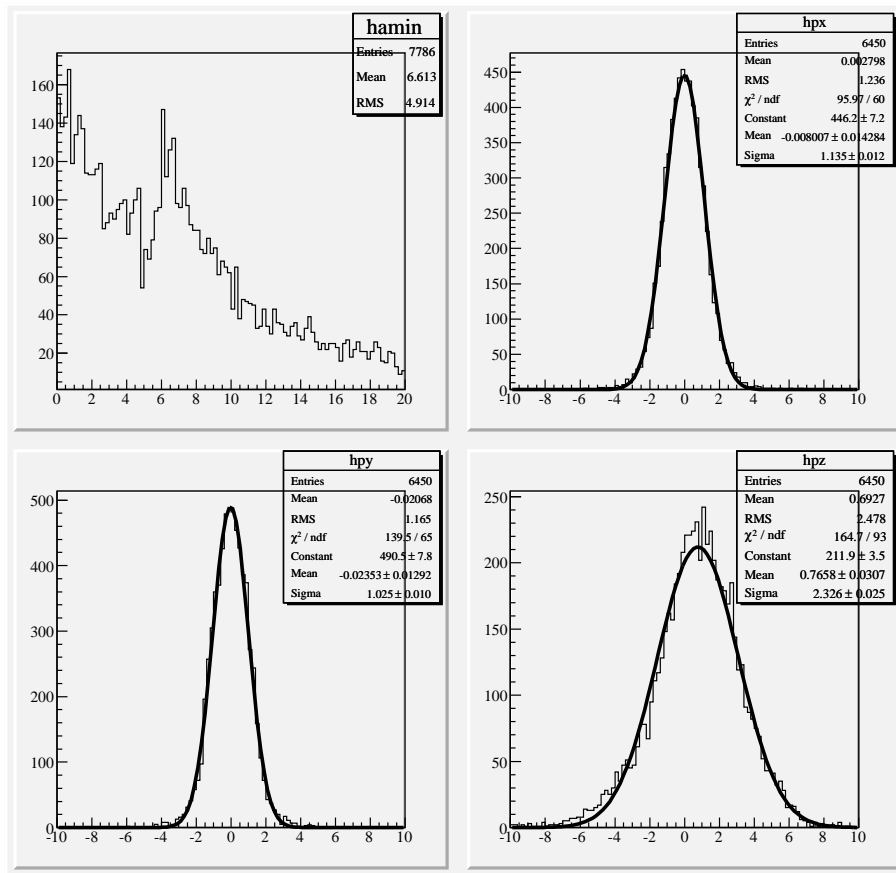 hamin
Entries 7786
Mean 6.613
RMS 4.914
160
140
120
100
80
60
40
20
0 2 4 6 8 10 12 14 16 18 20
hpx
Entries 6450
Mean 0.002798
RMS 1.236
χ² / ndf 95.97 / 60
Constant 446.2 ± 7.2
Mean -0.008007 ± 0.014284
Sigma 1.135 ± 0.012
450
400
350
300
250
200
150
100
50
0
-10 -8 -6 -4 -2 0 2 4 6 8 10
hpy
Entries 6450
Mean -0.02068
RMS 1.165
χ² / ndf 139.5 / 65
Constant 490.5 ± 7.8
Mean -0.02353 ± 0.01292
Sigma 1.025 ± 0.010
500
400
300
200
100
0
-10 -8 -6 -4 -2 0 2 4 6 8 10
hpz
Entries 6450
Mean 0.6927
RMS 2.478
χ² / ndf 164.7 / 93
Constant 211.9 ± 3.5
Mean 0.7658 ± 0.0307
Sigma 2.326 ± 0.025
250
200
150
100
50
0
-10 -8 -6 -4 -2 0 2 4 6 8 10